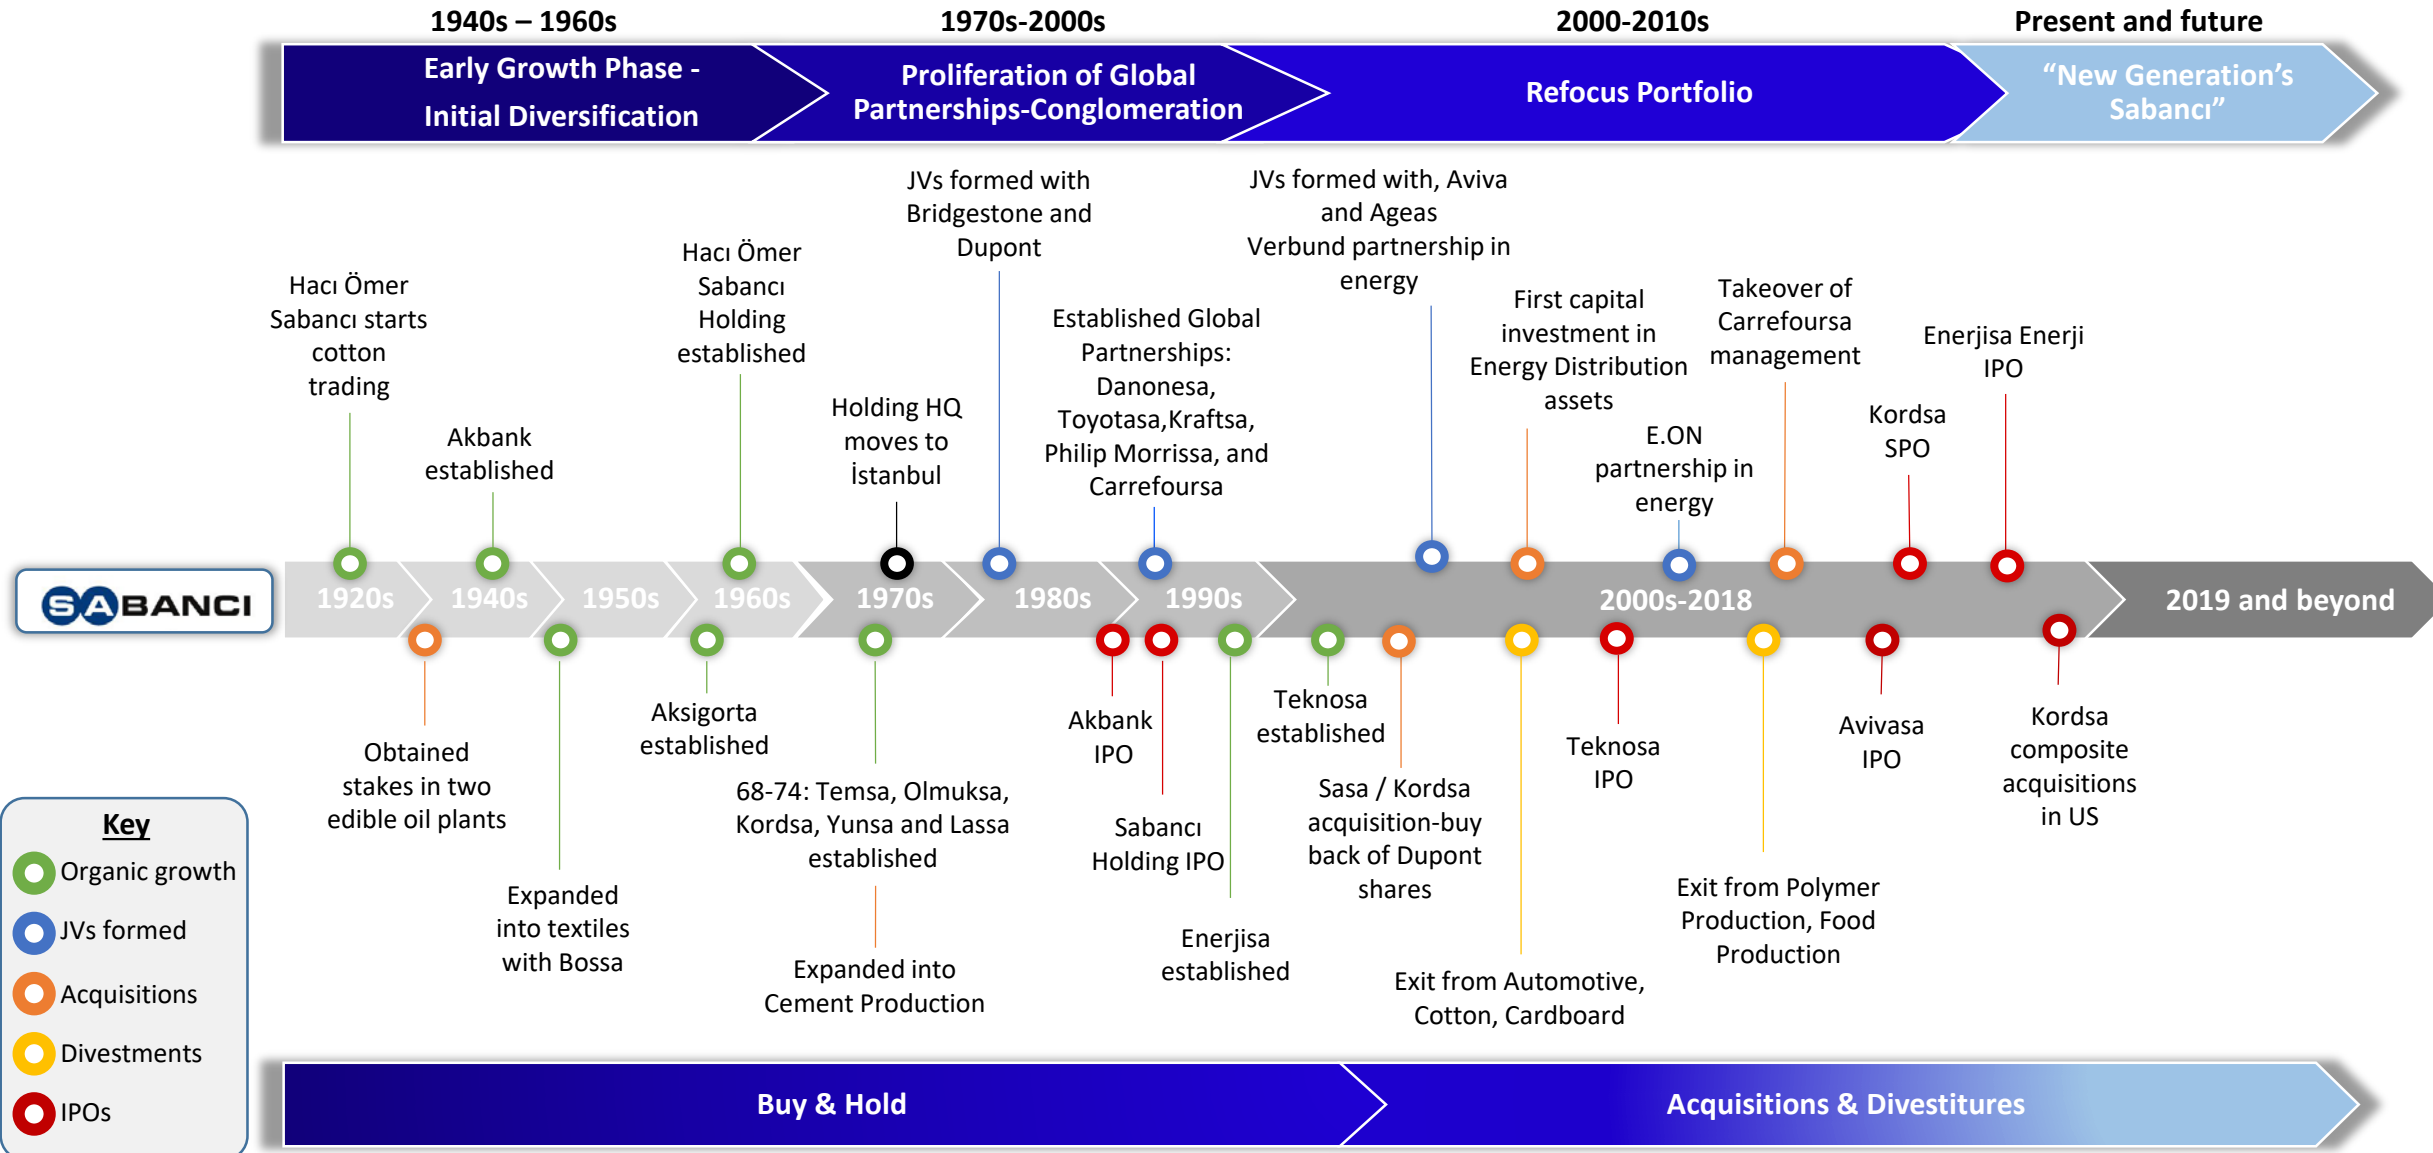 1940s – 1960s
1970s-2000s
2000-2010s
Present and future
Early Growth Phase -
Initial Diversification
Proliferation of Global
Partnerships-Conglomeration
Refocus Portfolio
“New Generation’s
Sabancı”
Hacı Ömer
Sabancı starts
cotton
trading
Akbank
established
Hacı Ömer
Sabancı
Holding
established
Holding HQ
moves to
İstanbul
JVs formed with
Bridgestone and
Dupont
Established Global
Partnerships:
Danonesa,
Toyotasa,Kraftsa,
Philip Morrissa, and
Carrefoursa
JVs formed with, Aviva
and Ageas
Verbund partnership in
energy
First capital
investment in
Energy Distribution
assets
E.ON
partnership in
energy
Takeover of
Carrefoursa
management
Kordsa
SPO
Enerjisa Enerji
IPO
SABANCI
1920s
1940s
1950s
1960s
1970s
1980s
1990s
2000s-2018
2019 and beyond
Obtained
stakes in two
edible oil plants
Expanded
into textiles
with Bossa
Aksigorta
established
68-74: Temsa, Olmuksa,
Kordsa, Yunsa and Lassa
established
Expanded into
Cement Production
Akbank
IPO
Sabancı
Holding IPO
Enerjisa
established
Teknosa
established
Sasa / Kordsa
acquisition-buy
back of Dupont
shares
Exit from Automotive,
Cotton, Cardboard
Teknosa
IPO
Exit from Polymer
Production, Food
Production
Avivasa
IPO
Kordsa
composite
acquisitions
in US
Key
Organic growth
JVs formed
Acquisitions
Divestments
IPOs
Buy & Hold
Acquisitions & Divestitures